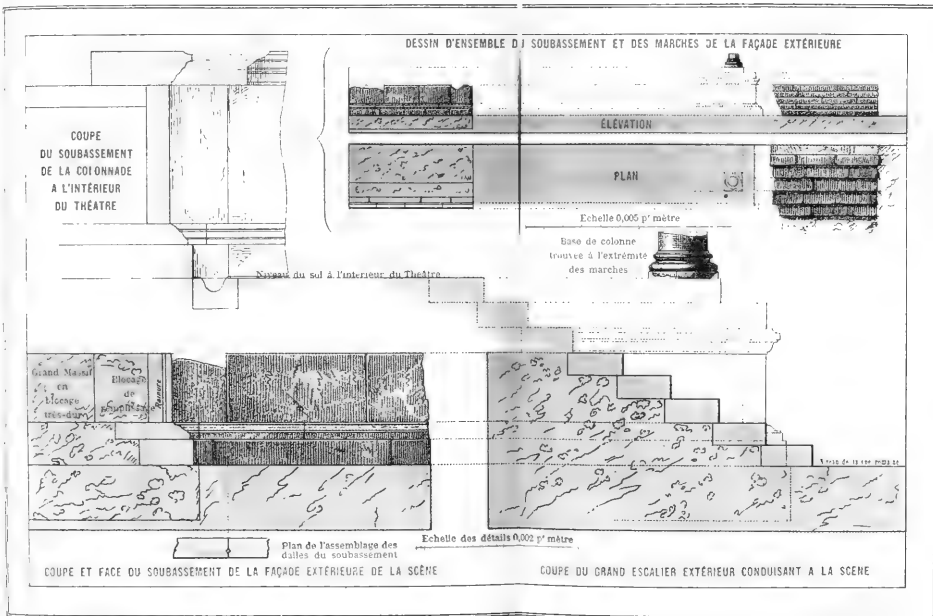 DESSIN D'ENSEMBLE DU SOUBASSEMENT ET DES MARCHES DE LA FAÇADE EXTÉRIEURE
COUPE
DU SOUBASSEMENT
DE LA COLONNADE
A L'INTÉRIEUR
DU THÉATRE
ÉLÉVATION
PLAN
Echelle 0,005 pr mètre
Base de colonne
trouvée à l'extrémité
des marches
Niveau du sol à l'intérieur du Théâtre
Grand Massif
en
blocage
très-dur
Blocage
de
remplissage
Plan de l'assemblage des
dalles du soubassement
Echelle des détails 0,002 pr mètre
COUPE ET FACE DU SOUBASSEMENT DE LA FAÇADE EXTÉRIEURE DE LA SCÈNE
COUPE DU GRAND ESCALIER EXTÉRIEUR CONDUISANT A LA SCÈNE